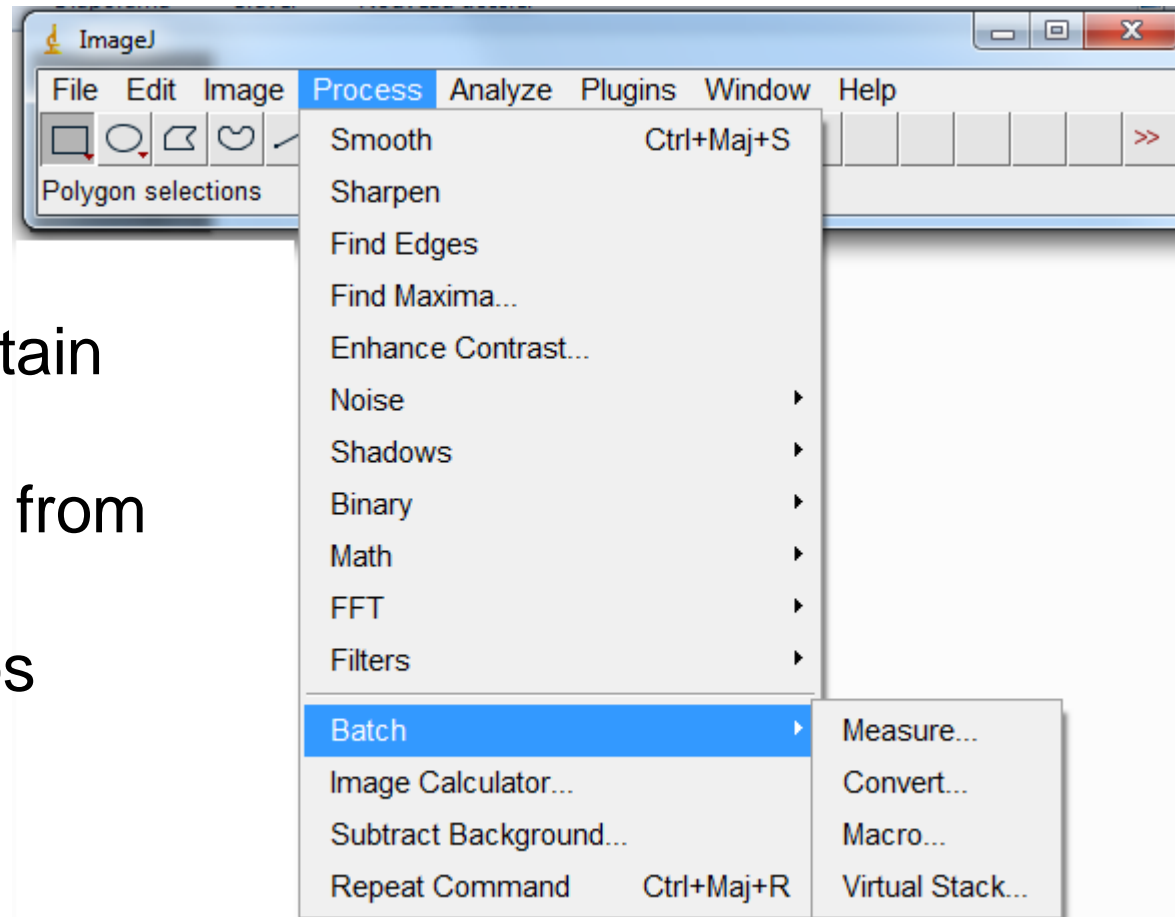 ImageJ
File Edit Image Process Analyze Plugins Window Help
Polygon selections
>>
Smooth Ctrl+Maj+S
Sharpen
Find Edges
Find Maxima...
Enhance Contrast...
Noise
Shadows
Binary
Math
FFT
Filters
Batch
Image Calculator...
Subtract Background...
Repeat Command Ctrl+Maj+R
Measure...
Convert...
Macro...
Virtual Stack...
tain
from
s